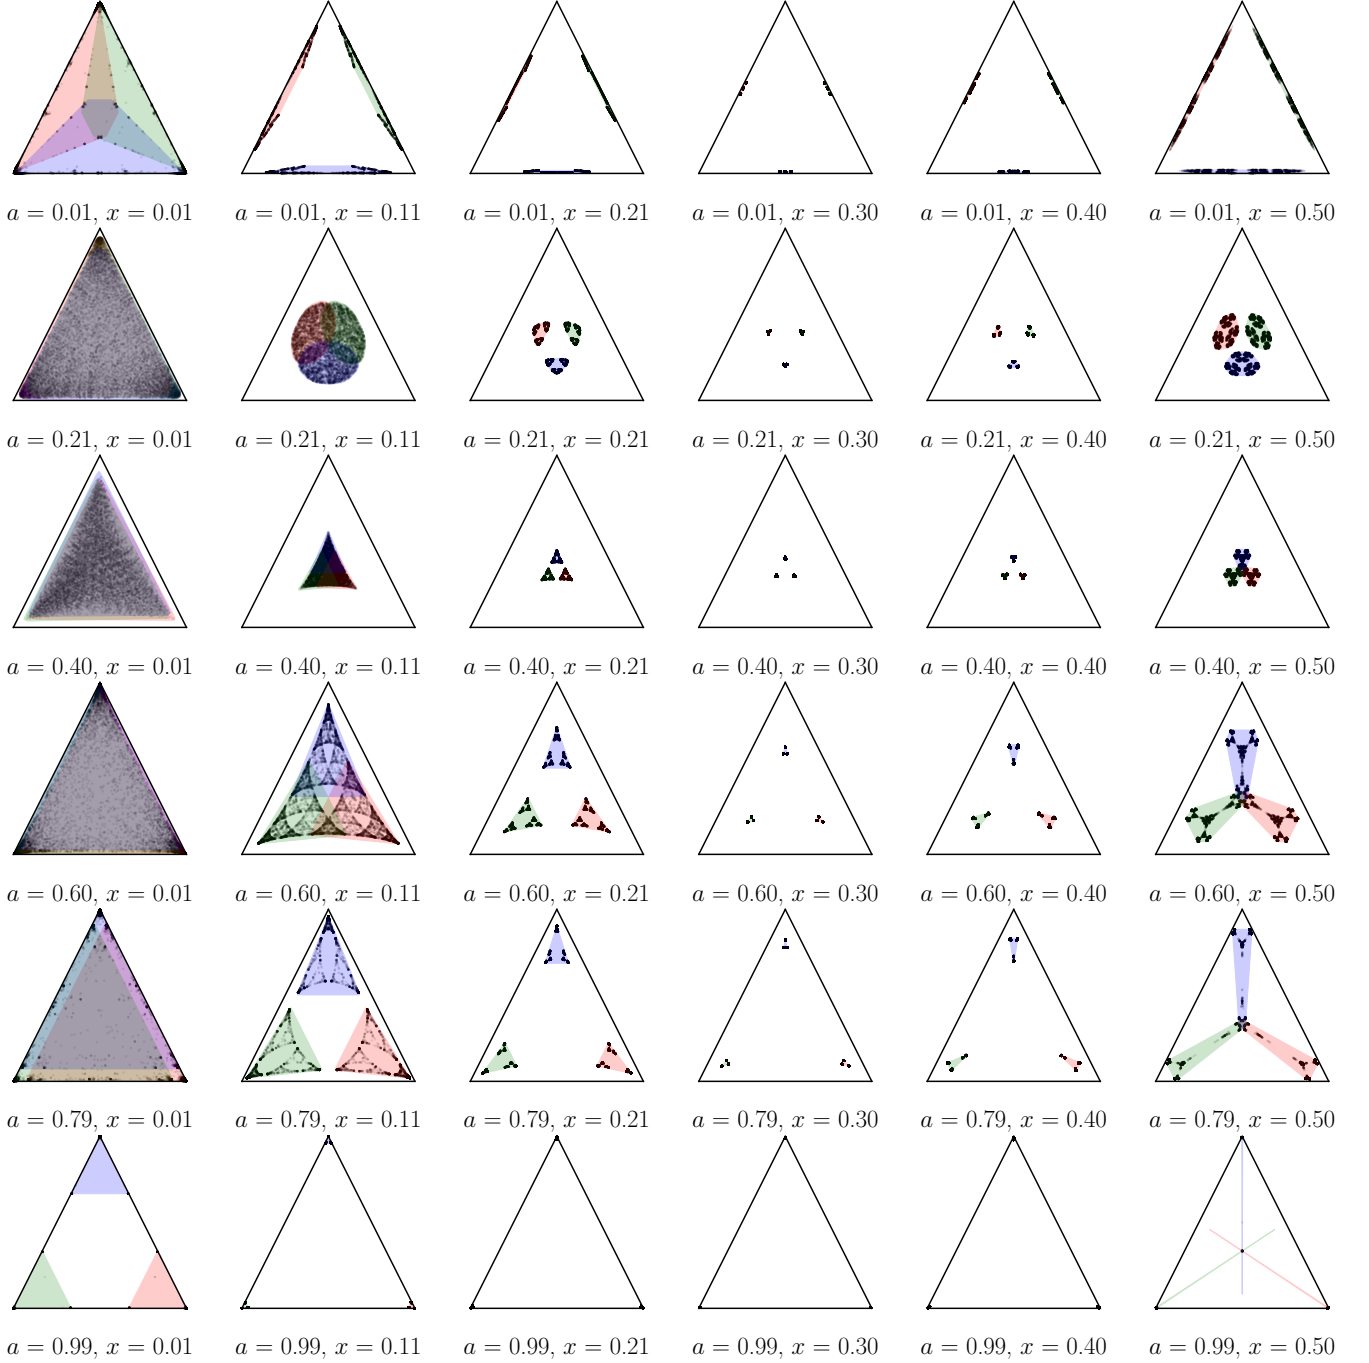 a = 0.01, x = 0.01 a = 0.01, x = 0.11 a = 0.01, x = 0.21 a = 0.01, x = 0.30 a = 0.01, x = 0.40 a = 0.01, x = 0.50
a = 0.21, x = 0.01 a = 0.21, x = 0.11 a = 0.21, x = 0.21 a = 0.21, x = 0.30 a = 0.21, x = 0.40 a = 0.21, x = 0.50
a = 0.40, x = 0.01 a = 0.40, x = 0.11 a = 0.40, x = 0.21 a = 0.40, x = 0.30 a = 0.40, x = 0.40 a = 0.40, x = 0.50
a = 0.60, x = 0.01 a = 0.60, x = 0.11 a = 0.60, x = 0.21 a = 0.60, x = 0.30 a = 0.60, x = 0.40 a = 0.60, x = 0.50
a = 0.79, x = 0.01 a = 0.79, x = 0.11 a = 0.79, x = 0.21 a = 0.79, x = 0.30 a = 0.79, x = 0.40 a = 0.79, x = 0.50
a = 0.99, x = 0.01 a = 0.99, x = 0.11 a = 0.99, x = 0.21 a = 0.99, x = 0.30 a = 0.99, x = 0.40 a = 0.99, x = 0.50